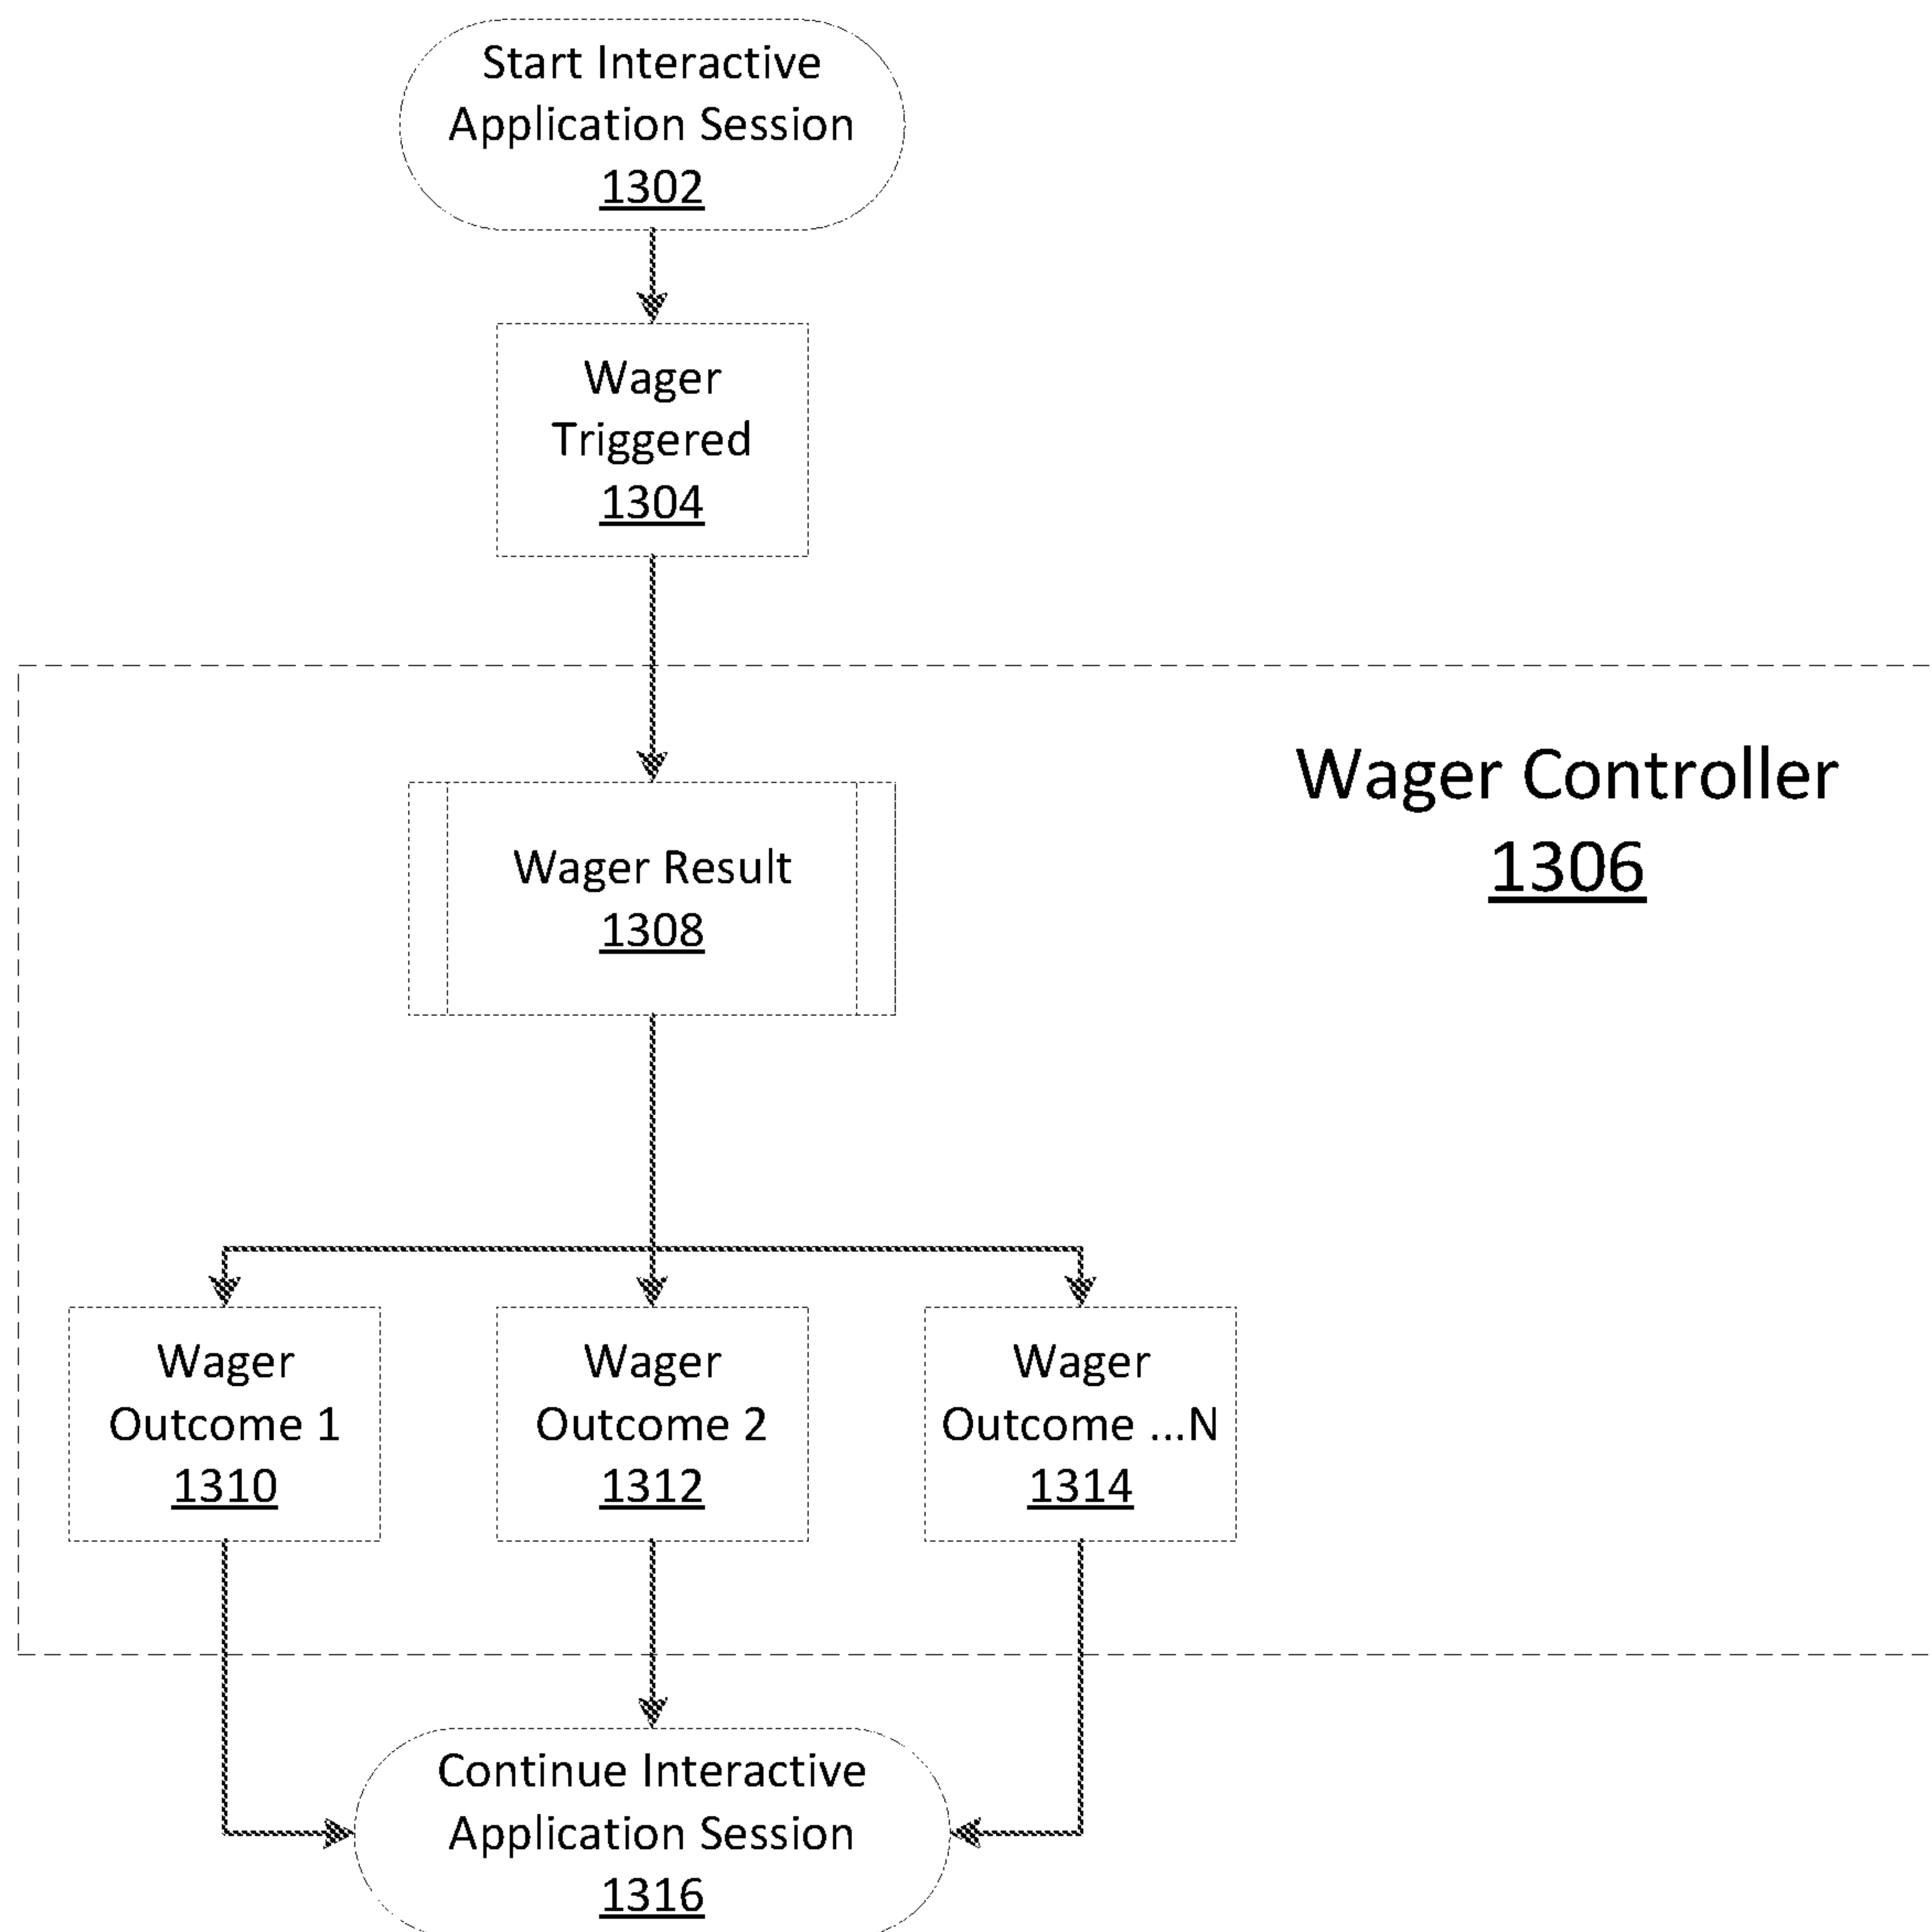 Start Interactive
Application Session
1302
Wager
Triggered
1304
Wager Controller
1306
Wager Result
1308
Wager
Outcome 1
1310
Wager
Outcome 2
1312
Wager
Outcome ...N
1314
Continue Interactive
Application Session
1316